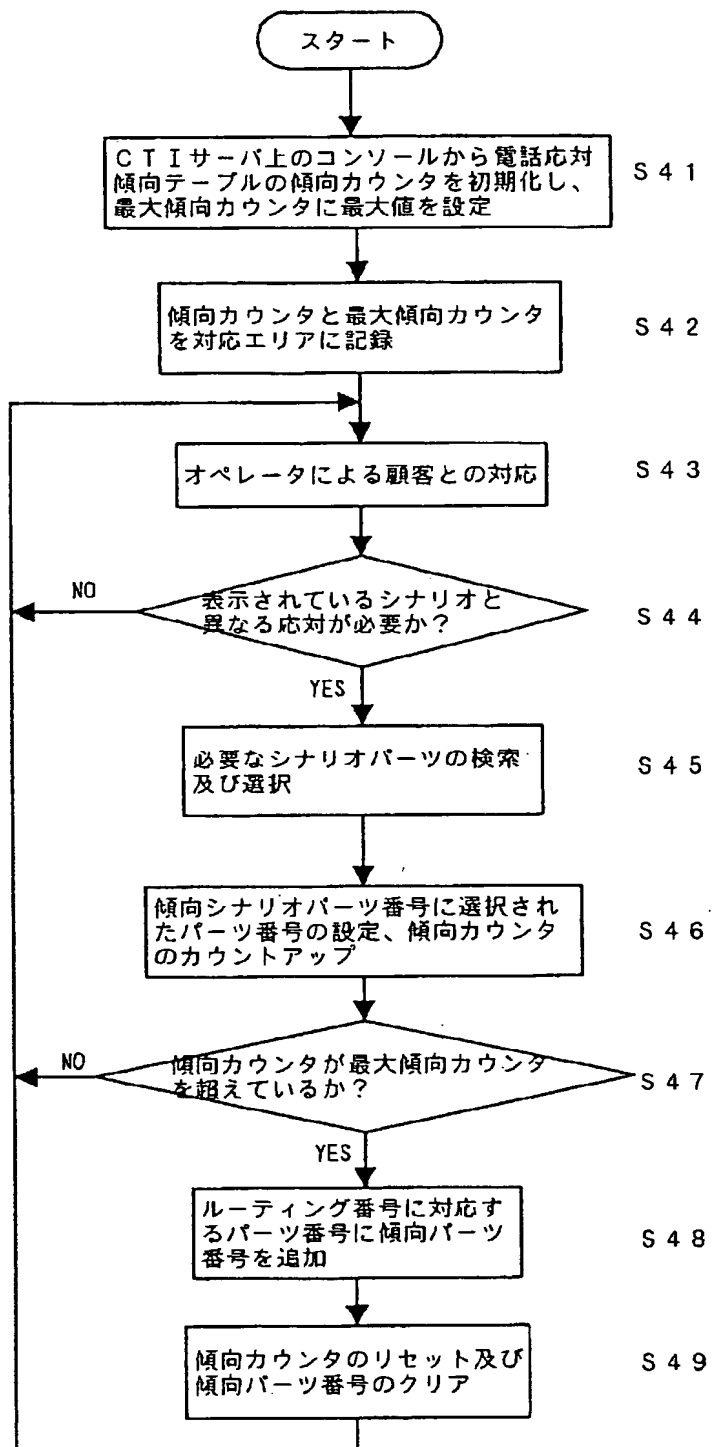 スタート
ＣＴＩサーバ上のコンソールから電話応対
傾向テーブルの傾向カウンタを初期化し、
最大傾向カウンタに最大値を設定
Ｓ４１
傾向カウンタと最大傾向カウンタ
を対応エリアに記録
Ｓ４２
オペレータによる顧客との対応
Ｓ４３
NO
表示されているシナリオと
異なる応対が必要か？
Ｓ４４
YES
必要なシナリオパーツの検索
及び選択
Ｓ４５
傾向シナリオパーツ番号に選択され
たパーツ番号の設定、傾向カウンタ
のカウントアップ
Ｓ４６
NO
傾向カウンタが最大傾向カウンタ
を超えているか？
Ｓ４７
YES
ルーティング番号に対応す
るパーツ番号に傾向パーツ
番号を追加
Ｓ４８
傾向カウンタのリセット及び
傾向パーツ番号のクリア
Ｓ４９